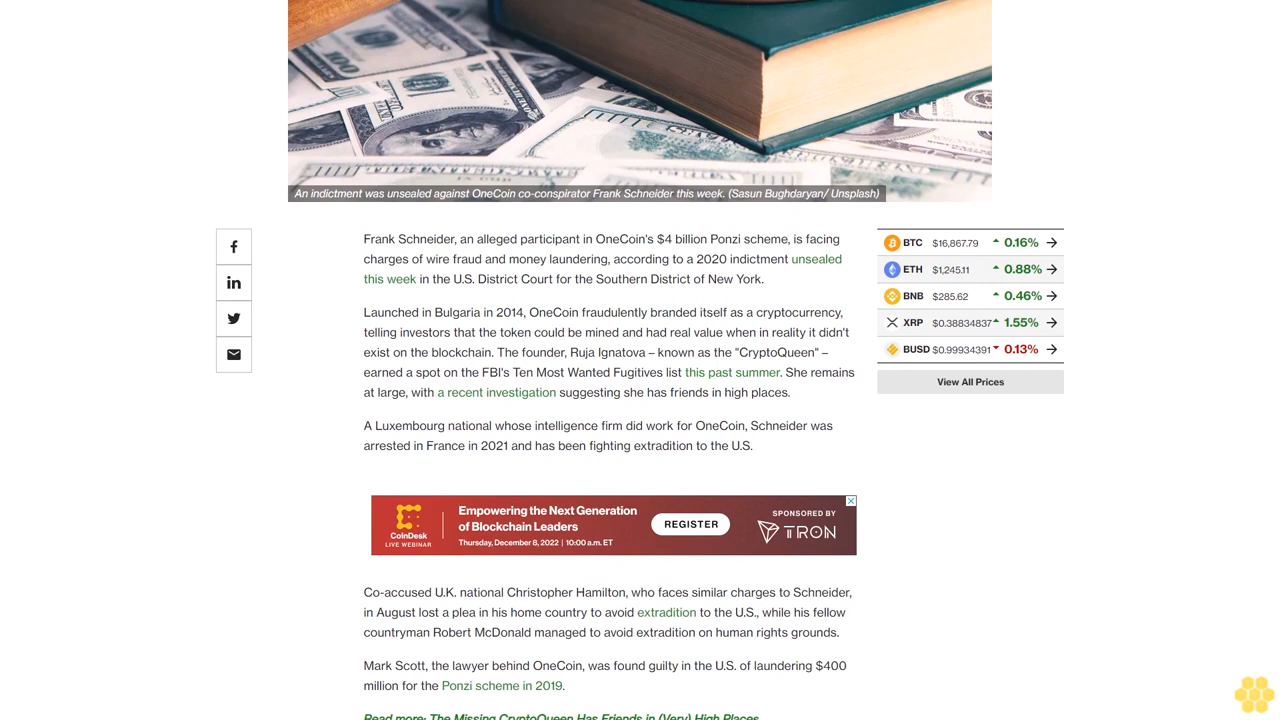 An indictment was unsealed against OneCoin co-conspirator Frank Schneider this week. (Sasun Bughdaryan/ Unsplash)
Frank Schneider, an alleged participant in OneCoin's $4 billion Ponzi scheme, is facing
charges of wire fraud and money laundering, according to a 2020 indictment unsealed
this week in the U.S. District Court for the Southern District of New York.
Launched in Bulgaria in 2014, OneCoin fraudulently branded itself as a cryptocurrency,
telling investors that the token could be mined and had real value when in reality it didn't
exist on the blockchain. The founder, Ruja Ignatova – known as the "CryptoQueen" –
earned a spot on the FBI's Ten Most Wanted Fugitives list this past summer. She remains
at large, with a recent investigation suggesting she has friends in high places.
A Luxembourg national whose intelligence firm did work for OneCoin, Schneider was
arrested in France in 2021 and has been fighting extradition to the U.S.
BTC $16,867.79 0.16%
ETH $1,245.11 0.88%
BNB $285.62 0.46%
XRP $0.38834837 1.55%
BUSD $0.99934391 0.13%
View All Prices
CoinDesk
LIVE WEBINAR
Empowering the Next Generation
of Blockchain Leaders
Thursday, December 8, 2022 | 10:00 a.m. ET
REGISTER
SPONSORED BY
TRON
Co-accused U.K. national Christopher Hamilton, who faces similar charges to Schneider,
in August lost a plea in his home country to avoid extradition to the U.S., while his fellow
countryman Robert McDonald managed to avoid extradition on human rights grounds.
Mark Scott, the lawyer behind OneCoin, was found guilty in the U.S. of laundering $400
million for the Ponzi scheme in 2019.
Read more: The Missing CryptoQueen Has Friends in (Very) High Places